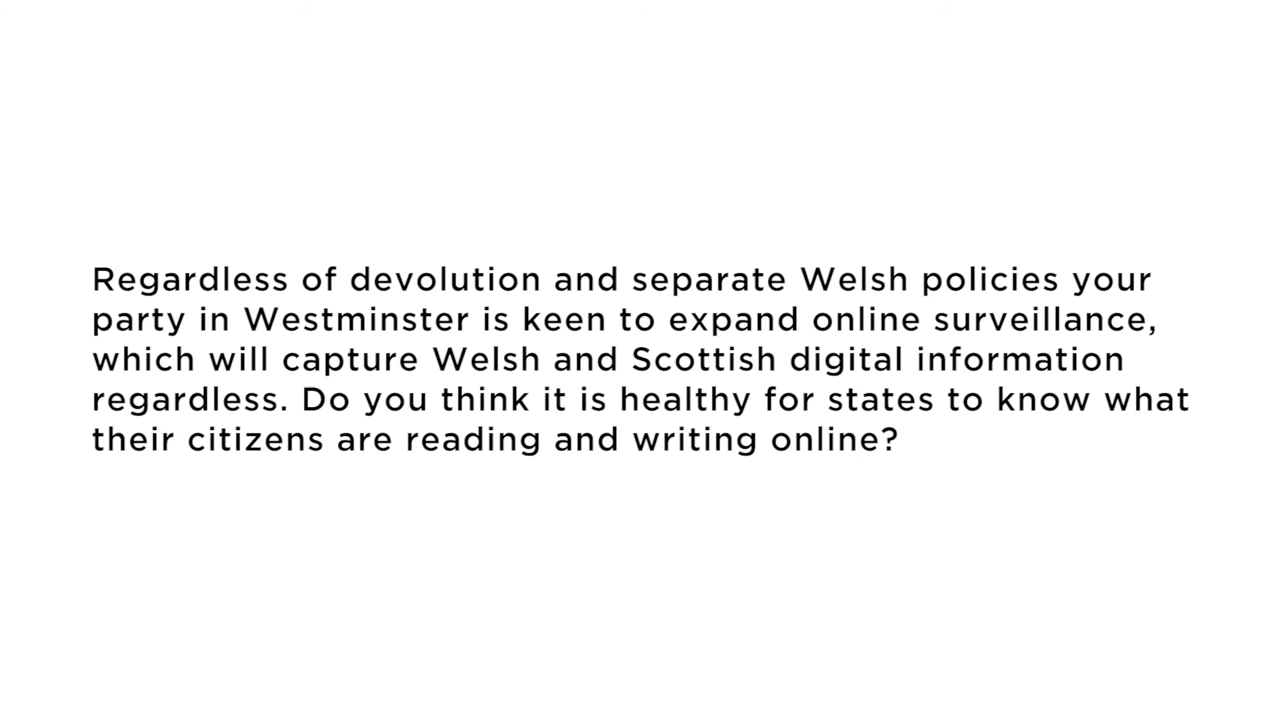 Regardless of devolution and separate Welsh policies your
party in Westminster is keen to expand online surveillance,
which will capture Welsh and Scottish digital information
regardless. Do you think it is healthy for states to know what
their citizens are reading and writing online?